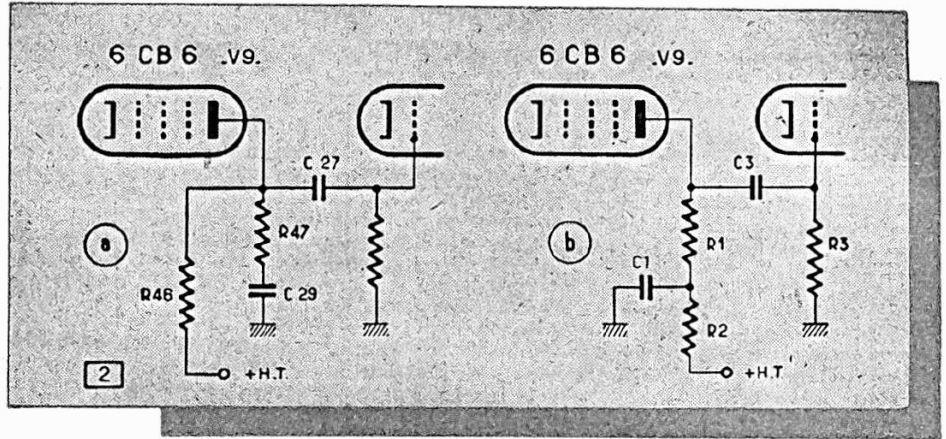 6 CB 6 .V9.
C 27
a
R47
R46
C 29
+H.T.
2
6 CB 6 .V9.
C3
b
R1
R3
C1
R2
+H.T.